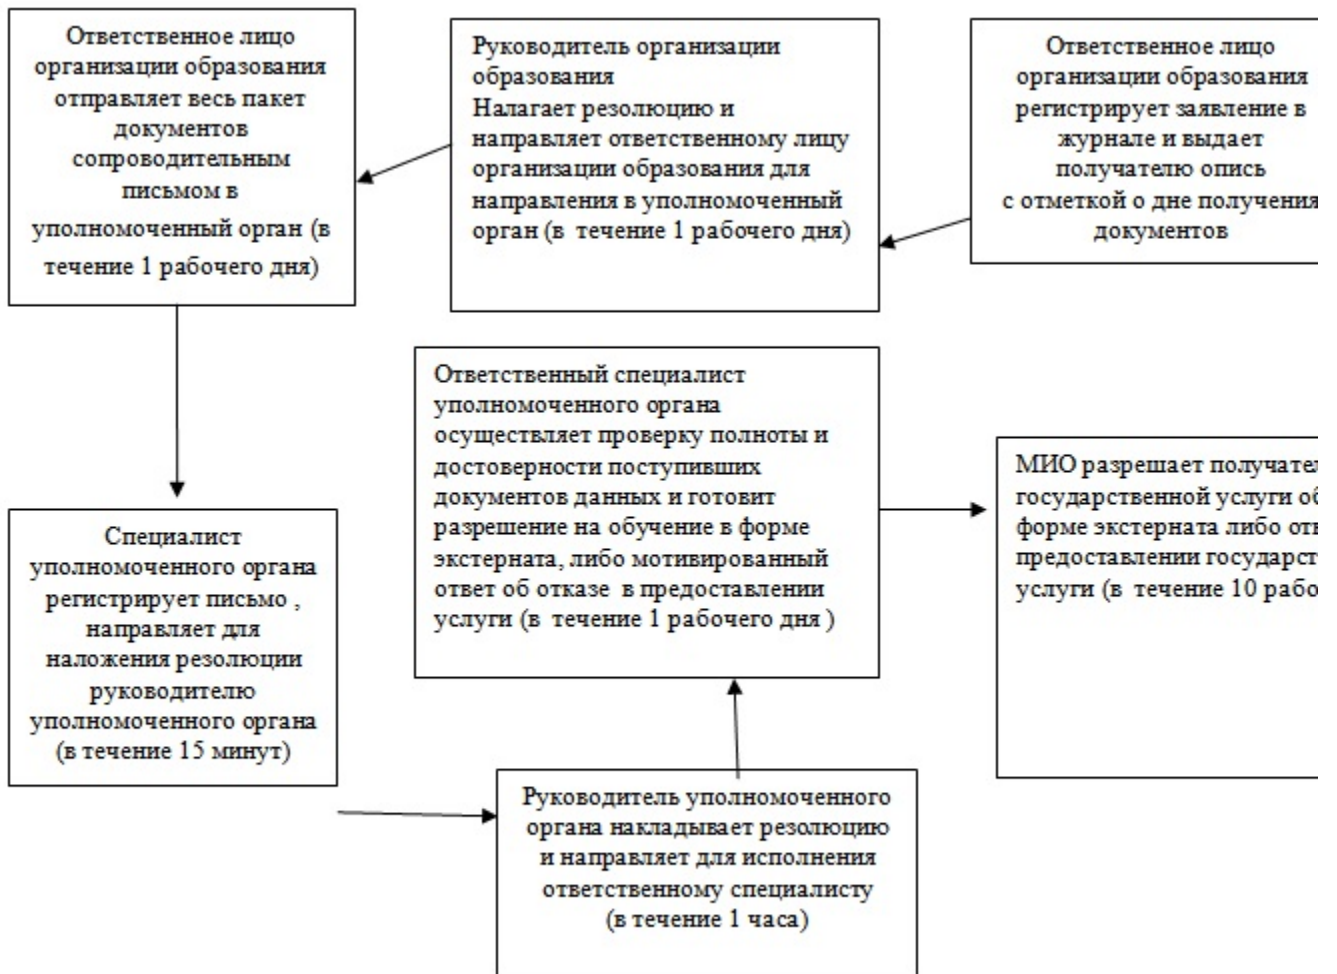 Ответственное лицо
организации образования
отправляет весь пакет
документов
сопроводительным
письмом в
уполномоченный орган (в
течение 1 рабочего дня)
Руководитель организации
образования
Налагает резолюцию и
направляет ответственному лицу
организации образования для
направления в уполномоченный
орган (в течение 1 рабочего дня)
Ответственное лицо
организации образования
регистрирует заявление в
журнале и выдает
получателю опись
с отметкой о дне получения
документов
Ответственный специалист
уполномоченного органа
осуществляет проверку полноты и
достоверности поступивших
документов данных и готовит
разрешение на обучение в форме
экстерната, либо мотивированный
ответ об отказе в предоставлении
услуги (в течение 1 рабочего дня )
МИО разрешает
государственной услуги
форме экстерната либо
предоставлении
услуги (в течение 10
Специалист
уполномоченного органа
регистрирует письмо ,
направляет для
наложения резолюции
руководителю
уполномоченного органа
(в течение 15 минут)
Руководитель уполномоченного
органа накладывает резолюцию
и направляет для исполнения
ответственному специалисту
(в течение 1 часа)